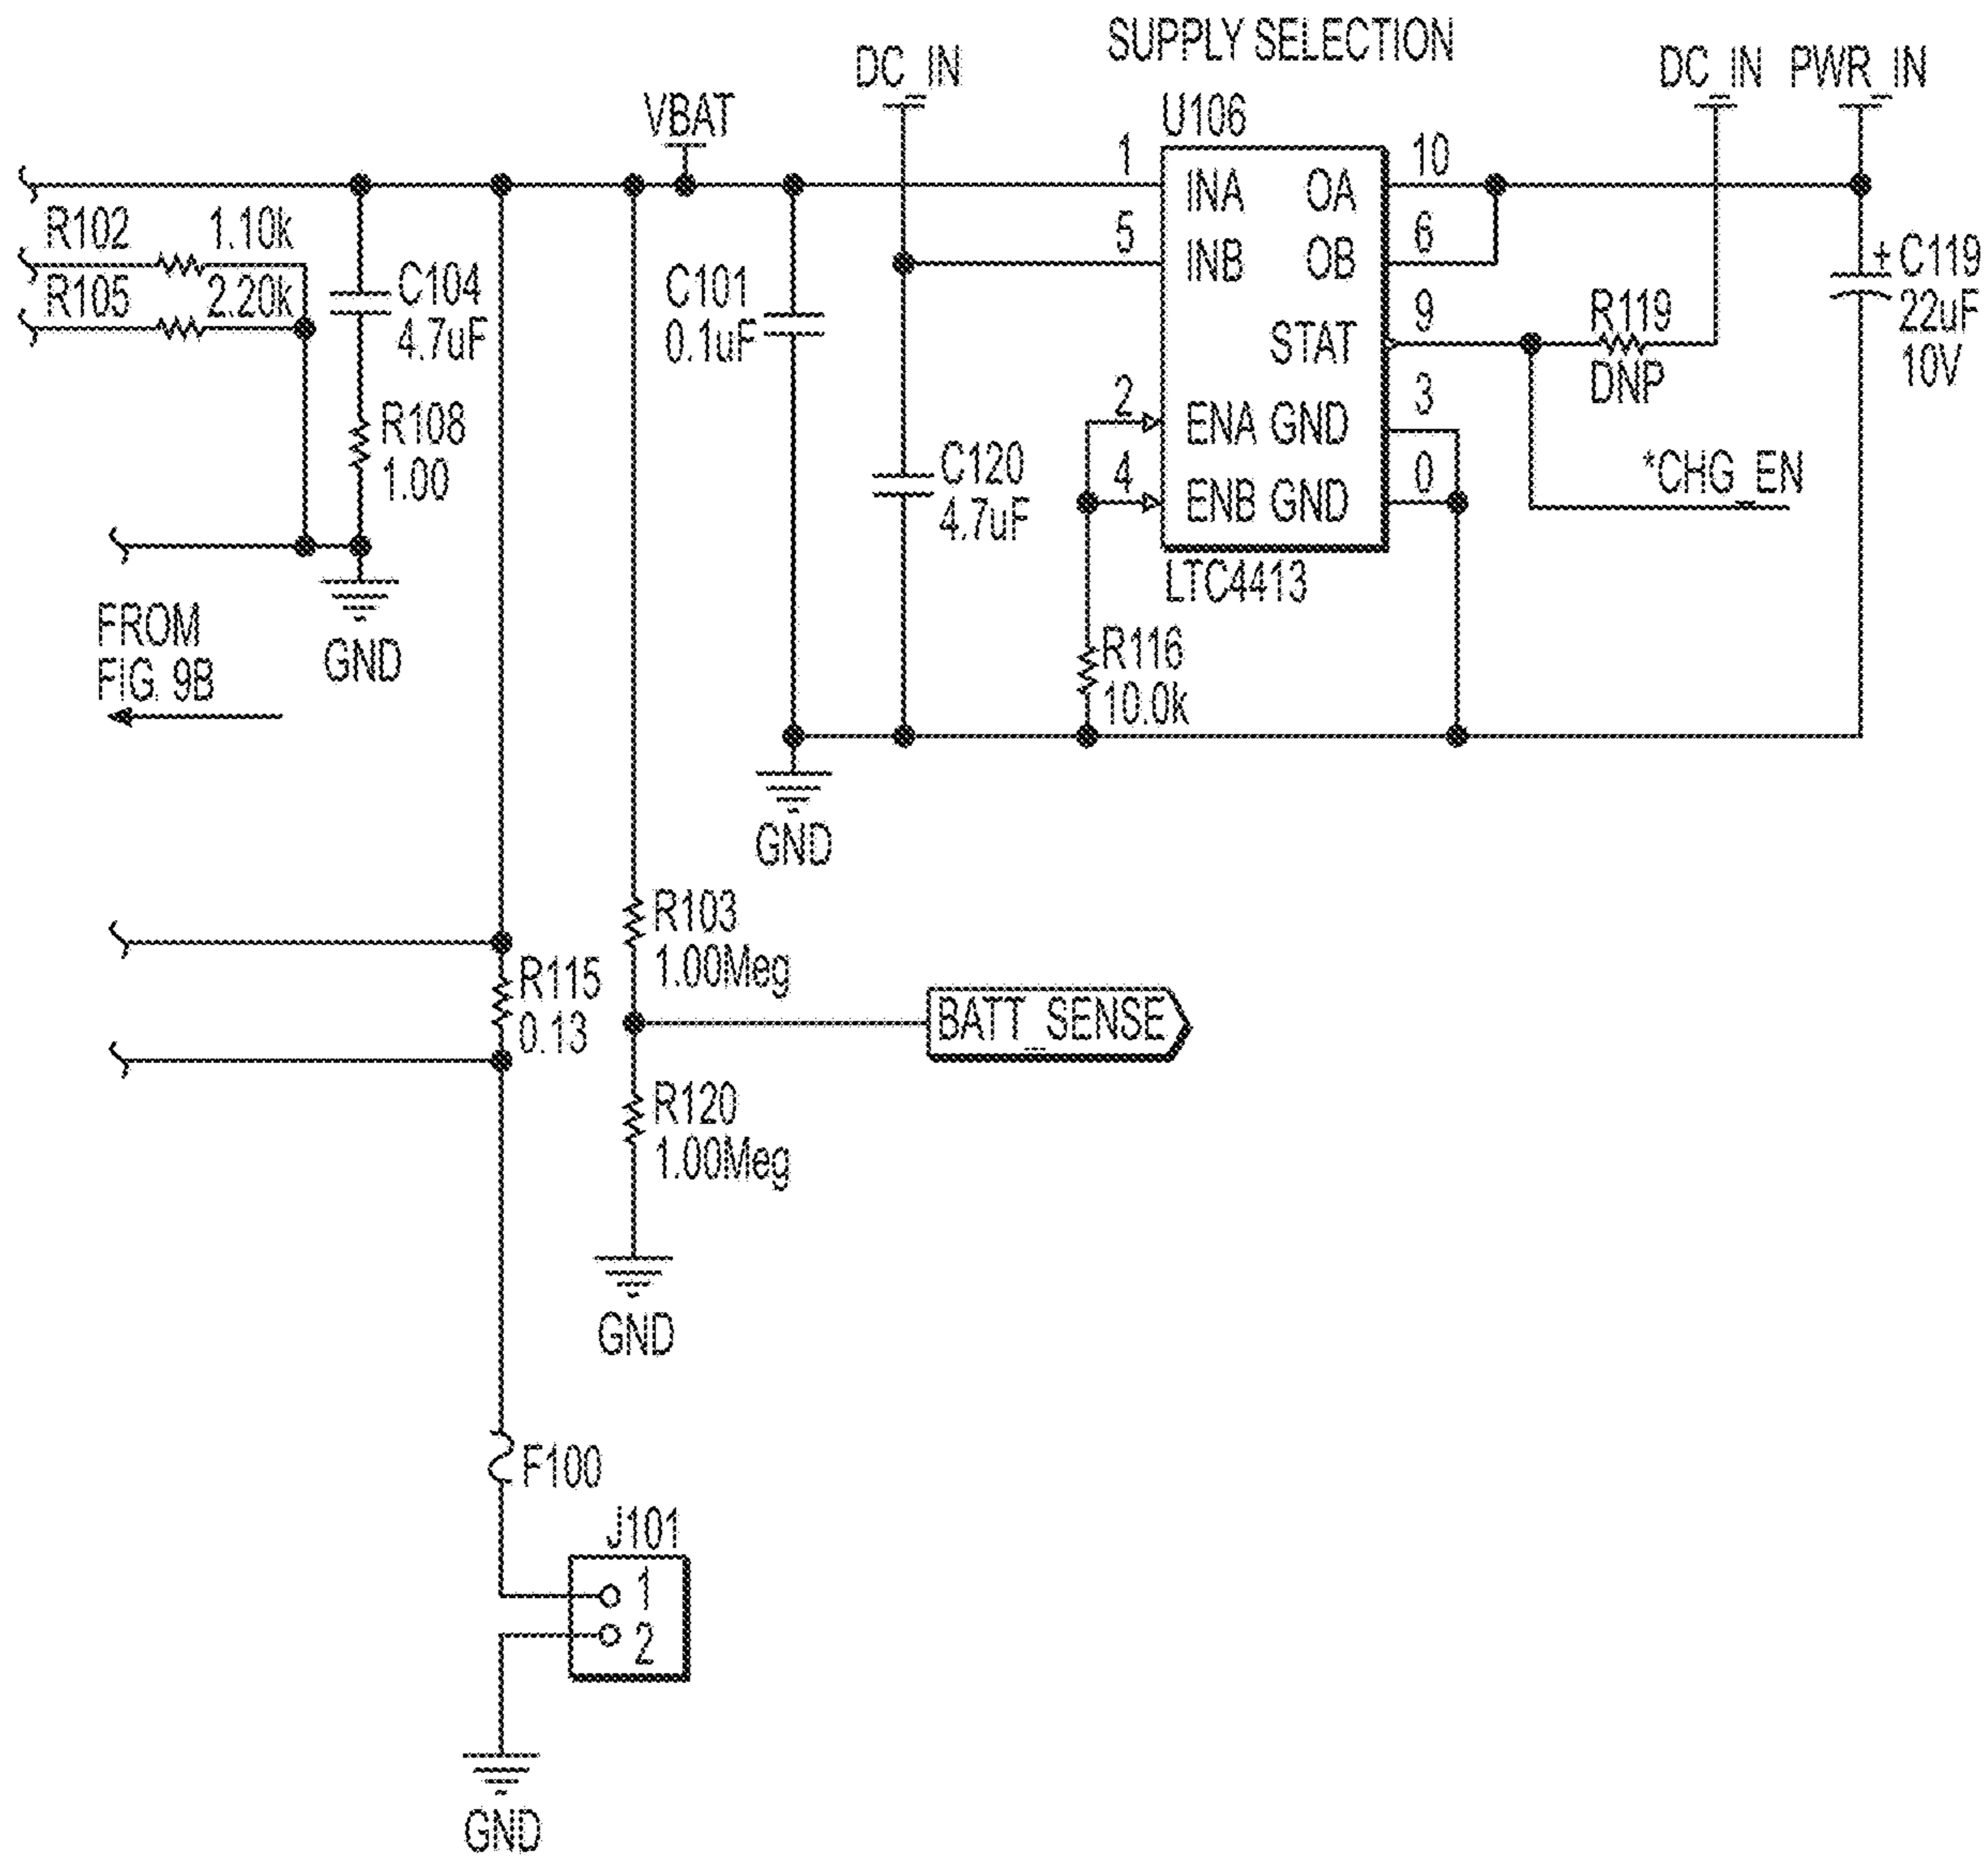 SUPPLY SELECTION
DC_IN
DC_IN PWR_IN
VBAT
U106
1
10
INA OA
R102 1.10k
5
6
INB OB
R105 2.20k
C104
4.7uF
C101
0.1uF
9
STAT
R119
DNP
+ C119
22uF
10V
2
3
ENA GND
R108
1.00
C120
4.7uF
4
0
ENB GND
*CHG_EN
LTC4413
FROM
FIG. 9B
GND
R116
10.0k
GND
R103
1.00Meg
R115
0.13
BATT_SENSE
R120
1.00Meg
GND
F100
J101
1
2
GND